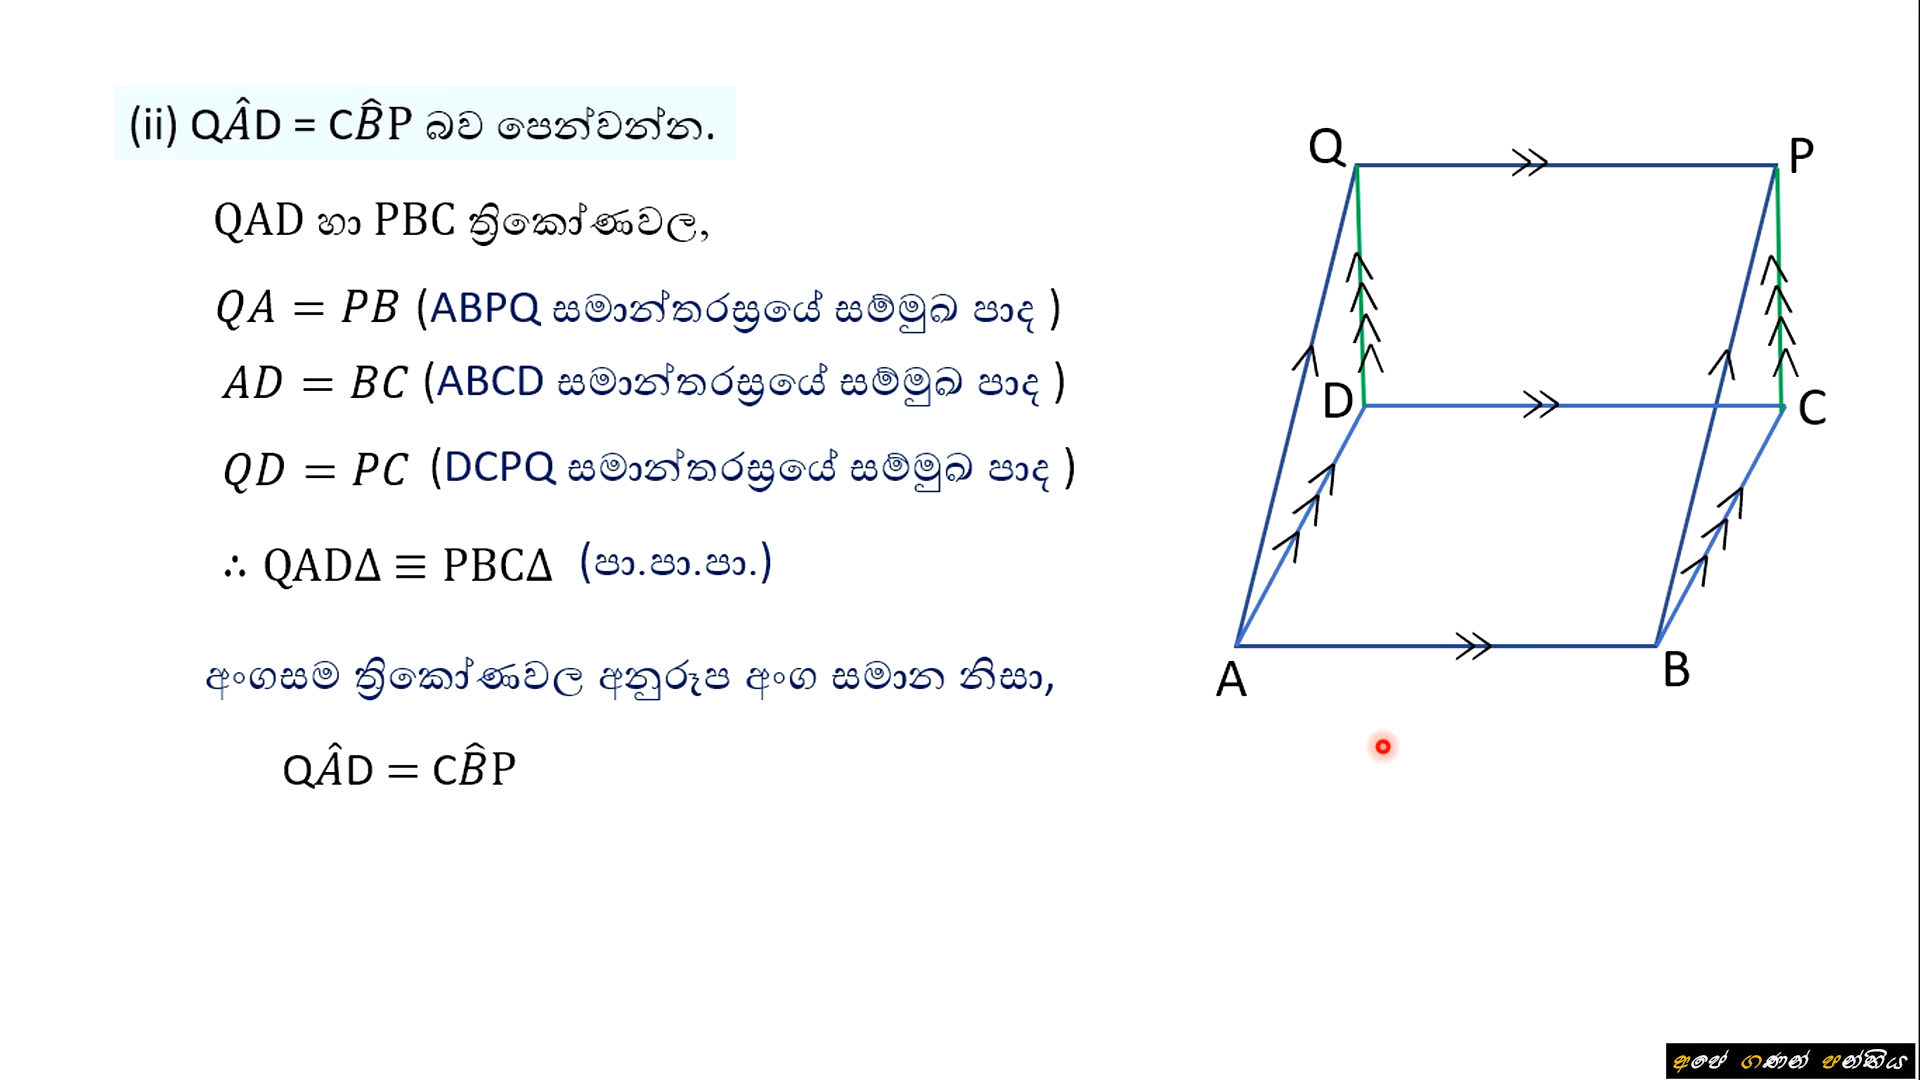 (ii) QÂD = CB̂P බව පෙන්වන්න.
QAD හා PBC ත්‍රිකෝණවල,
QA = PB (ABPQ සමාන්තරස්‍රයේ සම්මුඛ පාද )
AD = BC (ABCD සමාන්තරස්‍රයේ සම්මුඛ පාද )
QD = PC (DCPQ සමාන්තරස්‍රයේ සම්මුඛ පාද )
∴ QADΔ ≡ PBCΔ (පා.පා.පා.)
අංගසම ත්‍රිකෝණවල අනුරූප අංග සමාන නිසා,
QÂD = CB̂P
Q
P
D
C
A
B
අපේ ගණන් පන්තිය